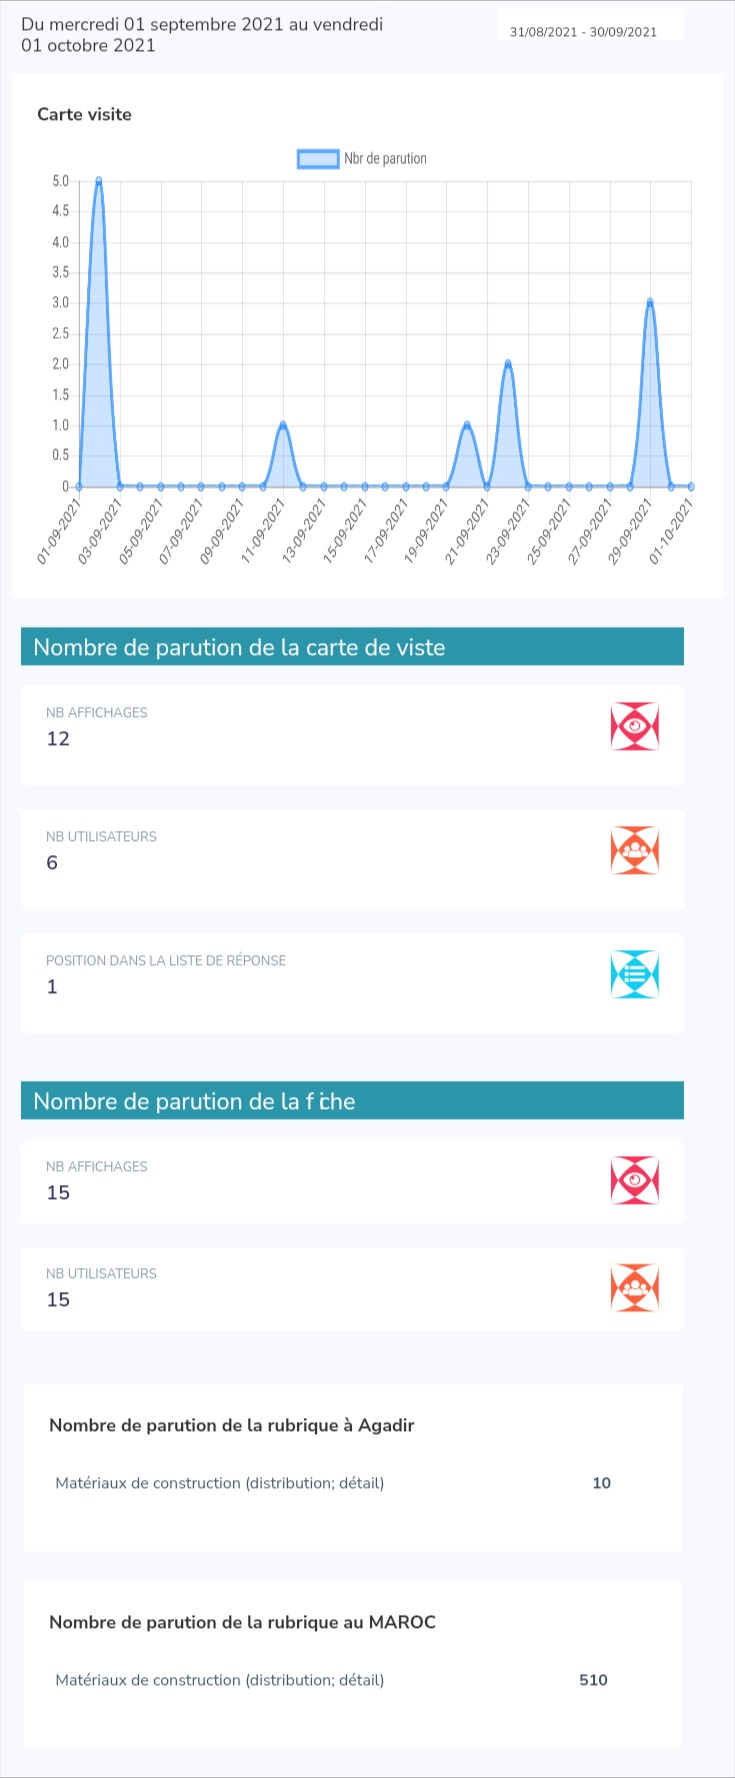 Du mercredi 01 septembre 2021 au vendredi
01 octobre 2021
31/08/2021 - 30/09/2021
Carte visite
Nbr de parution
5.0
4.5
4.0
3.5
3.0
2.5
2.0
1.5
1.0
0.5
0
01-09-2021
03-09-2021
05-09-2021
07-09-2021
09-09-2021
11-09-2021
13-09-2021
15-09-2021
17-09-2021
19-09-2021
21-09-2021
23-09-2021
25-09-2021
27-09-2021
29-09-2021
01-10-2021
Nombre de parution de la carte de viste
NB AFFICHAGES
12
NB UTILISATEURS
6
POSITION DANS LA LISTE DE RÉPONSE
1
Nombre de parution de la fiche
NB AFFICHAGES
15
NB UTILISATEURS
15
Nombre de parution de la rubrique à Agadir
Matériaux de construction (distribution; détail) 10
Nombre de parution de la rubrique au MAROC
Matériaux de construction (distribution; détail) 510